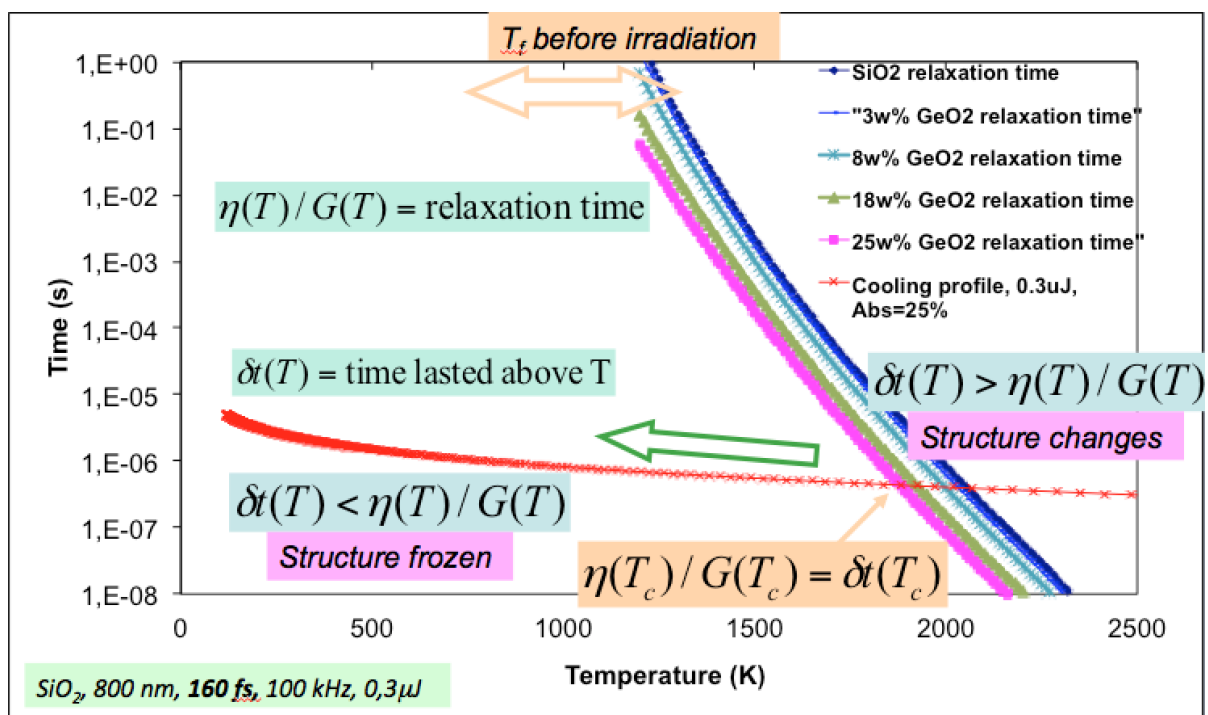 T_f before irradiation
1,E+00
1,E-01
1,E-02
1,E-03
1,E-04
1,E-05
1,E-06
1,E-07
1,E-08
Time (s)
SiO2 relaxation time
"3w% GeO2 relaxation time"
8w% GeO2 relaxation time
18w% GeO2 relaxation time
25w% GeO2 relaxation time"
Cooling profile, 0.3uJ,
Abs=25%
η(T)/G(T) = relaxation time
δt(T) = time lasted above T
δt(T) > η(T)/G(T)
Structure changes
δt(T) < η(T)/G(T)
Structure frozen
η(T_c)/G(T_c) = δt(T_c)
0
500
1000
1500
2000
2500
Temperature (K)
SiO₂, 800 nm, 160 fs, 100 kHz, 0,3μJ